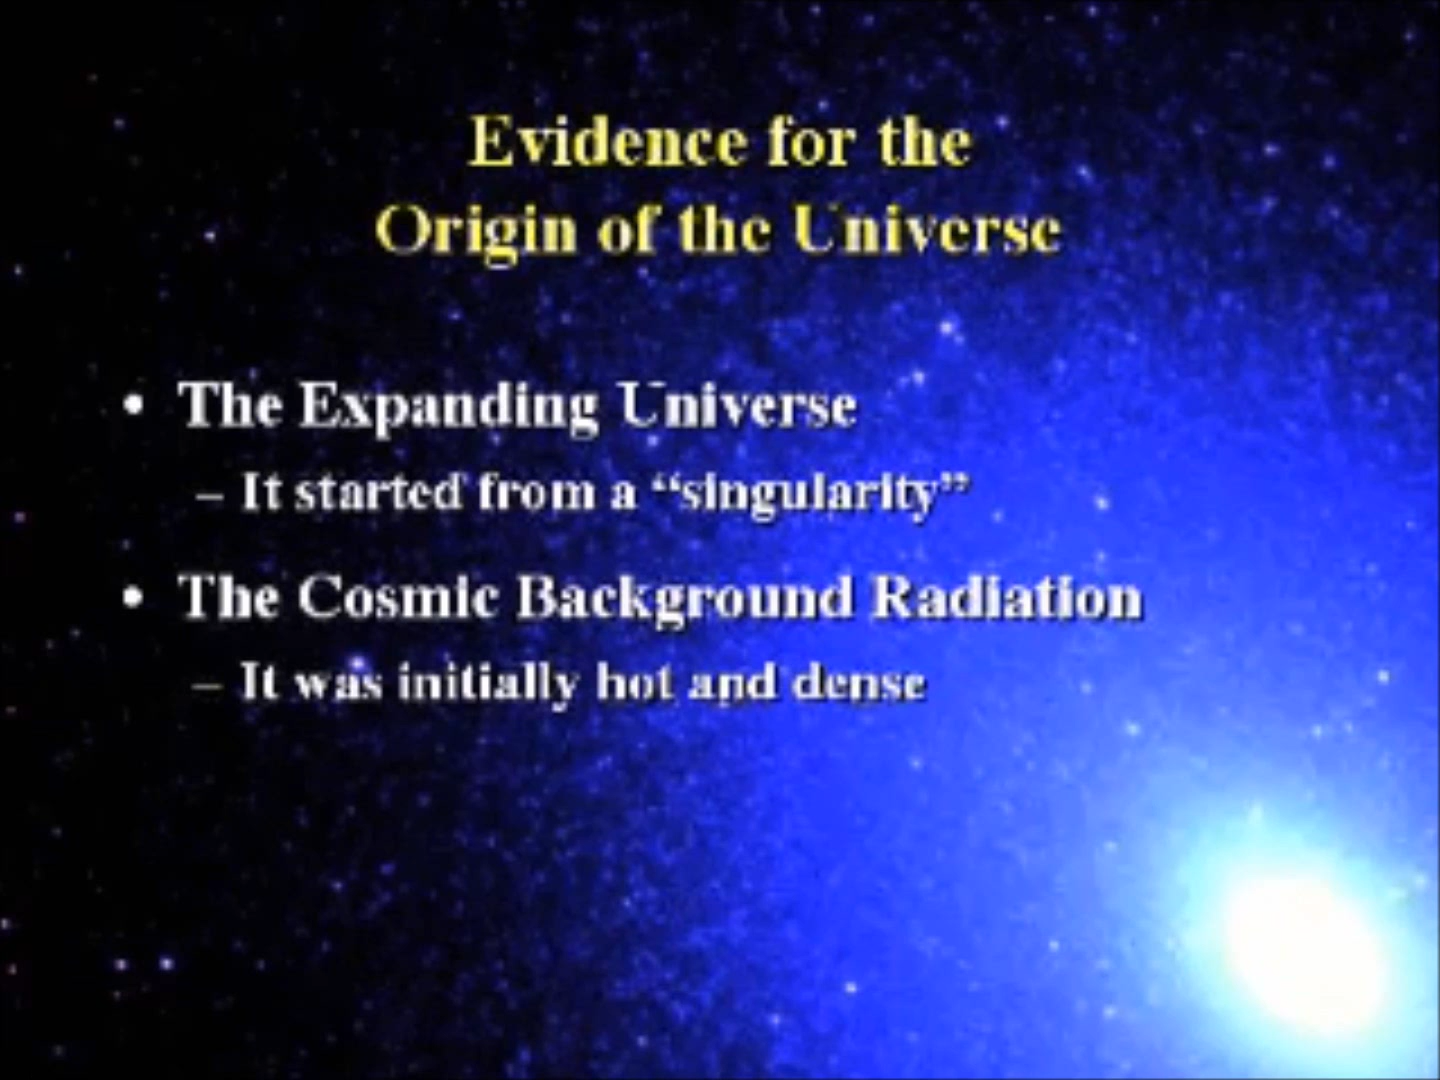 Evidence for the
Origin of the Universe
• The Expanding Universe
– It started from a “singularity”
• The Cosmic Background Radiation
– It was initially hot and dense